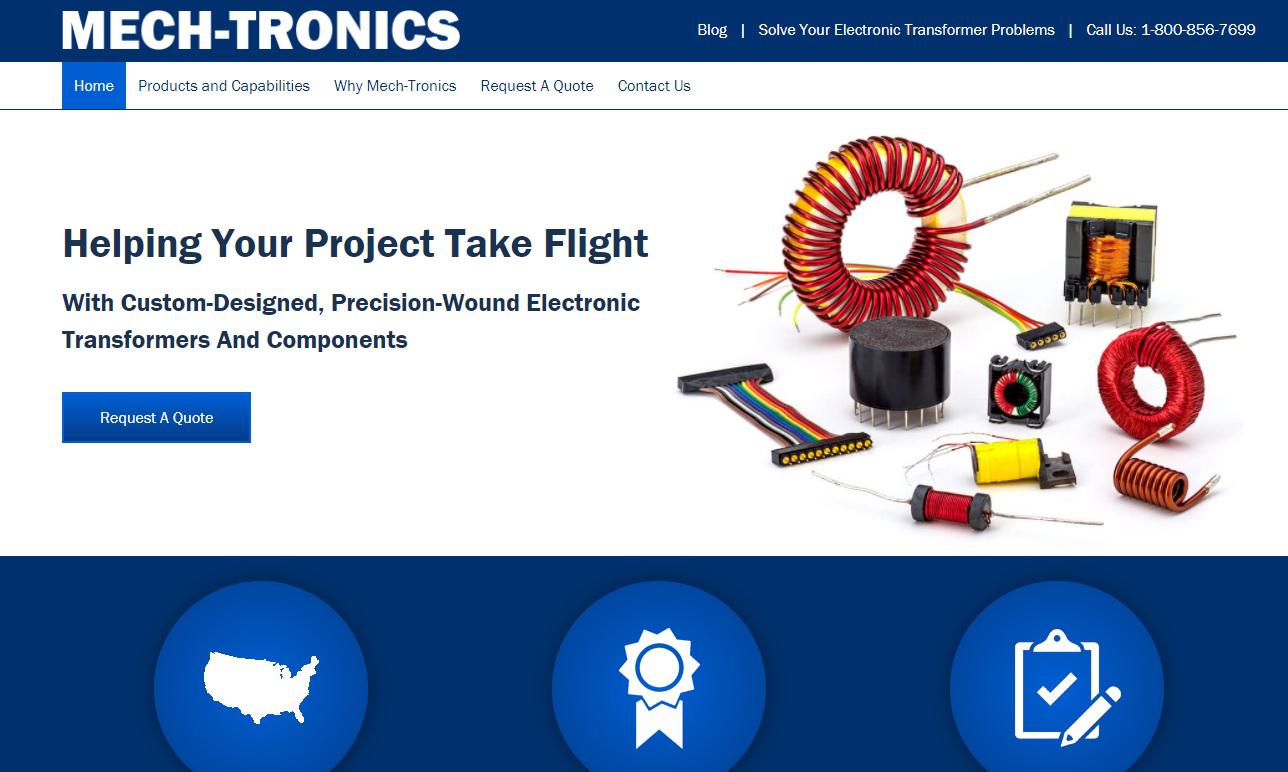 MECH-TRONICS
Blog | Solve Your Electronic Transformer Problems | Call Us: 1-800-856-7699
Home Products and Capabilities Why Mech-Tronics Request A Quote Contact Us
Helping Your Project Take Flight
With Custom-Designed, Precision-Wound Electronic
Transformers And Components
Request A Quote